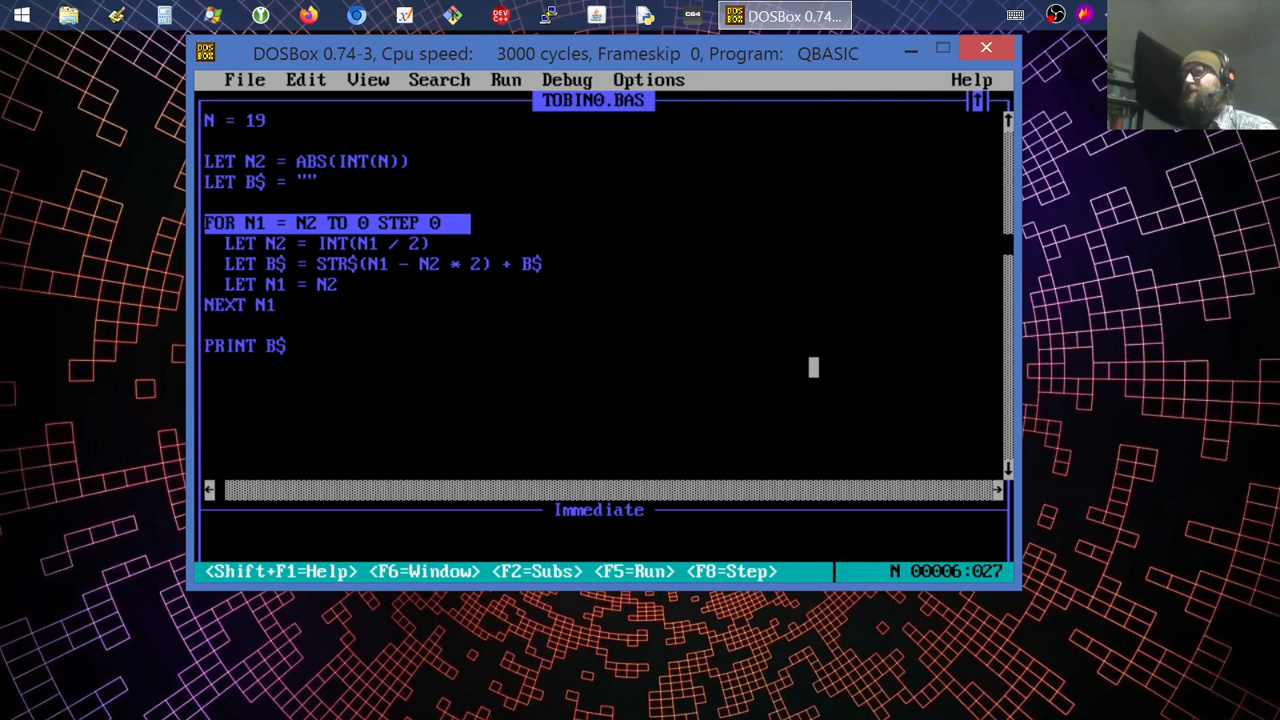 CS4
DOSBox 0.74...
DOSBox 0.74-3, Cpu speed: 3000 cycles, Frameskip 0, Program: QBASIC
File Edit View Search Run Debug Options Help
TOBIN0.BAS
N = 19
LET N2 = ABS(INT(N))
LET B$ = ""
FOR N1 = N2 TO 0 STEP 0
LET N2 = INT(N1 / 2)
LET B$ = STR$(N1 - N2 * 2) + B$
LET N1 = N2
NEXT N1
PRINT B$
Immediate
<Shift+F1=Help> <F6=Window> <F2=Subs> <F5=Run> <F8=Step> N 00006:027